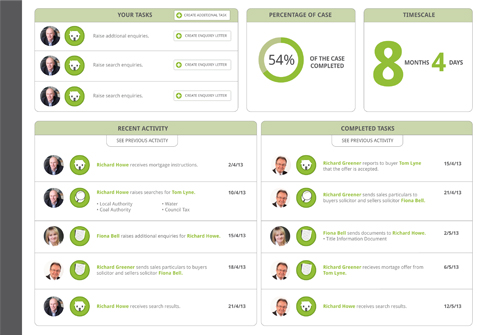 YOUR TASKS
CREATE ADDITIONAL TASK
Raise additional enquiries.
CREATE ENQUIRY LETTER
Raise search enquiries.
CREATE ENQUIRY LETTER
Raise search enquiries.
CREATE ENQUIRY LETTER
PERCENTAGE OF CASE
54%
OF THE CASE
COMPLETED
TIMESCALE
8 MONTHS 4 DAYS
RECENT ACTIVITY
SEE PREVIOUS ACTIVITY
Richard Howe receives mortgage instructions. 2/4/13
Richard Howe raises searches for Tom Lyne. 10/4/13
• Local Authority • Water
• Coal Authority • Council Tax
Fiona Bell raises additional enquiries for Richard Howe. 15/4/13
Richard Greener sends sales particulars to buyers 18/4/13
solicitor and sellers solicitor Fiona Bell.
Richard Howe receives search results. 21/4/13
COMPLETED TASKS
SEE PREVIOUS ACTIVITY
Richard Greener reports to buyer Tom Lyne 15/4/13
that the offer is accepted.
Richard Greener sends sales particulars to 21/4/13
buyers solicitor and sellers solicitor Fiona Bell.
Fiona Bell sends documents to Richard Howe. 2/5/13
• Title Information Document
Richard Greener recieves mortage offer from 6/5/13
Tom Lyne.
Richard Howe receives search results. 12/5/13